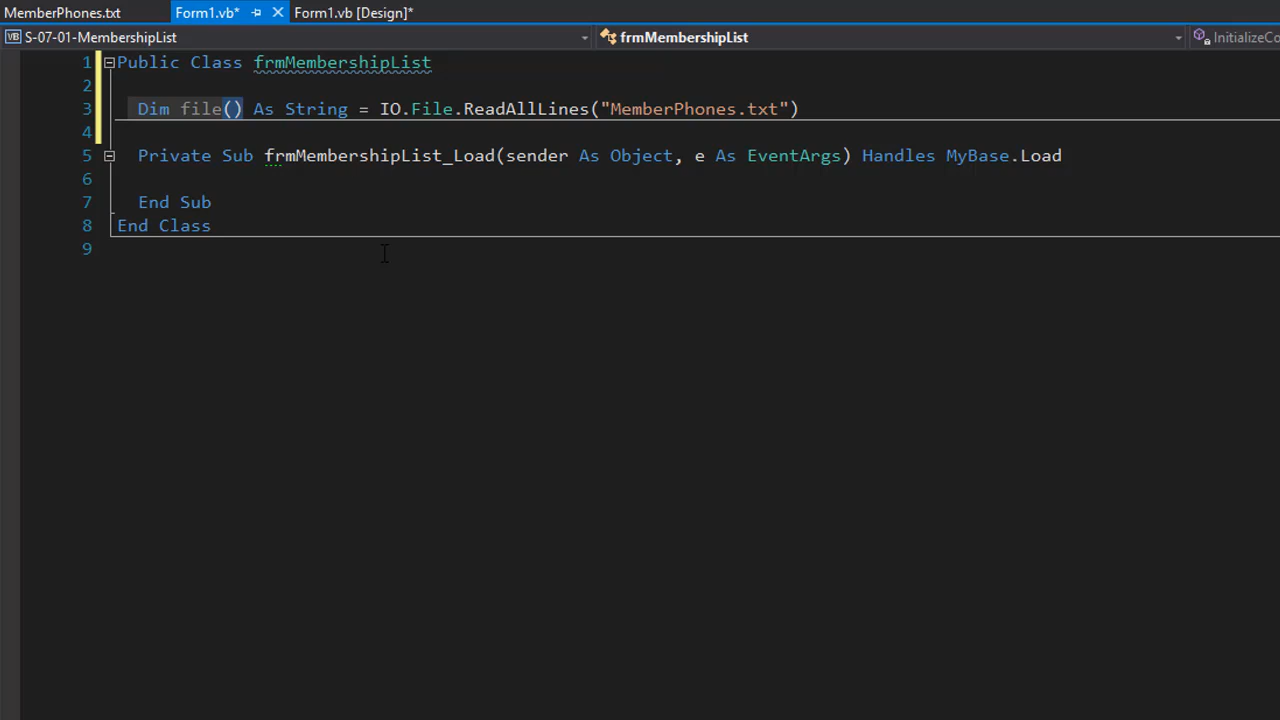 MemberPhones.txt Form1.vb* Form1.vb [Design]*
VB S-07-01-MembershipList frmMembershipList InitializeCo
1 Public Class frmMembershipList
2
3 Dim file() As String = IO.File.ReadAllLines("MemberPhones.txt")
4
5 Private Sub frmMembershipList_Load(sender As Object, e As EventArgs) Handles MyBase.Load
6
7 End Sub
8 End Class
9